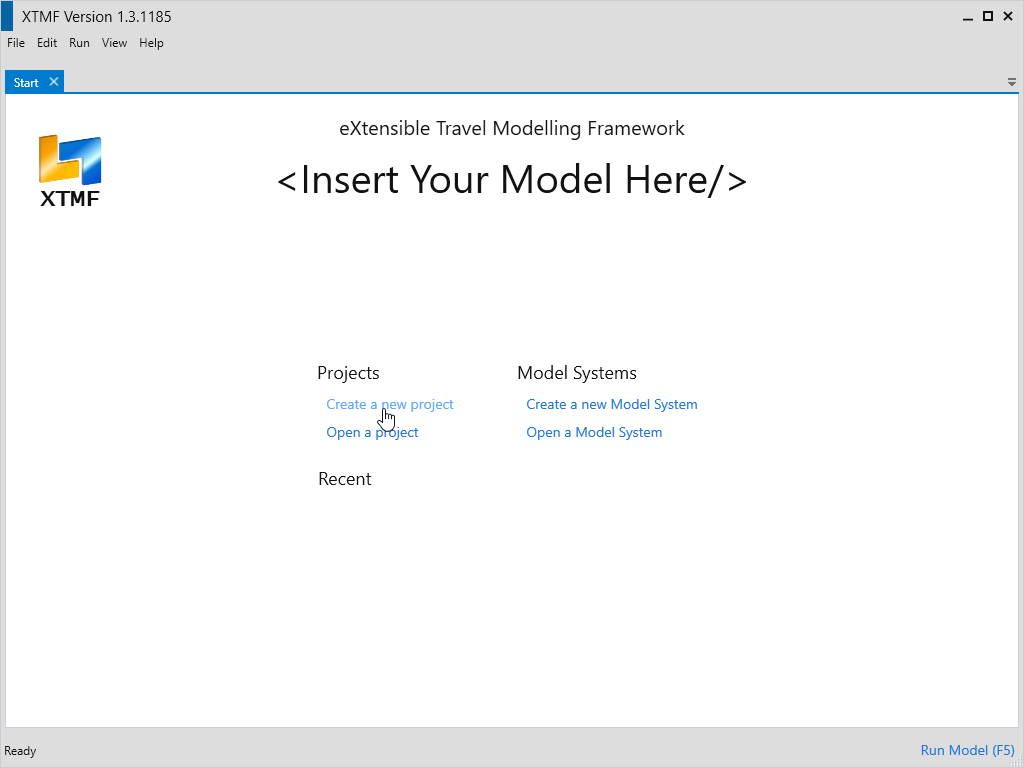 XTMF Version 1.3.1185
File Edit Run View Help
Start
eXtensible Travel Modelling Framework
<Insert Your Model Here/>
XTMF
Projects
Model Systems
Create a new project
Create a new Model System
Open a project
Open a Model System
Recent
Ready
Run Model (F5)